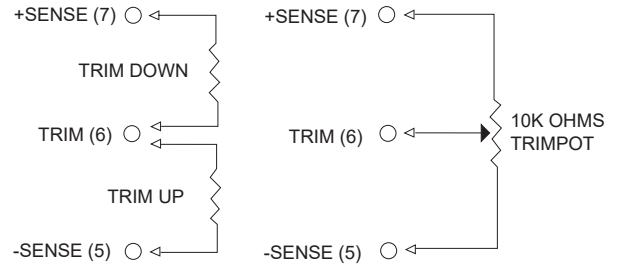 +SENSE (7)
TRIM DOWN
TRIM (6)
TRIM UP
-SENSE (5)
+SENSE (7)
TRIM (6)
10K OHMS
TRIMPOT
-SENSE (5)